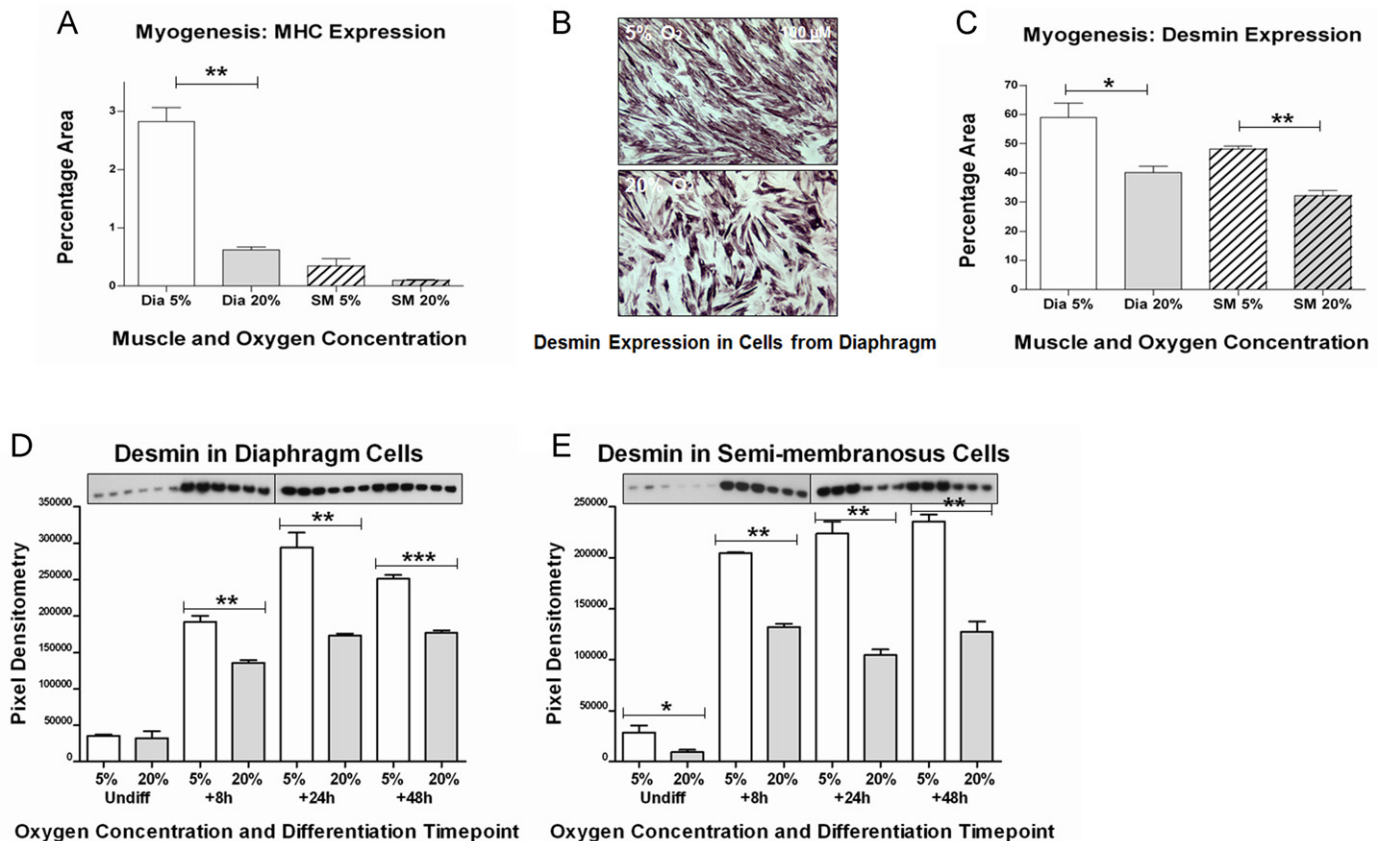 A
Myogenesis: MHC Expression
**
3
2
1
0
Percentage Area
Dia 5% Dia 20% SM 5% SM 20%
Muscle and Oxygen Concentration
B
5% O₂
100 µM
20% O₂
Desmin Expression in Cells from Diaphragm
C
Myogenesis: Desmin Expression
*
**
70
60
50
40
30
20
10
0
Percentage Area
Dia 5% Dia 20% SM 5% SM 20%
Muscle and Oxygen Concentration
D
Desmin in Diaphragm Cells
350000
300000
250000
200000
150000
100000
50000
0
Pixel Densitometry
**
**
***
5% 20% 5% 20% 5% 20% 5% 20%
Undiff +8h +24h +48h
Oxygen Concentration and Differentiation Timepoint
E
Desmin in Semi-membranosus Cells
250000
200000
150000
100000
50000
0
Pixel Densitometry
*
**
**
**
5% 20% 5% 20% 5% 20% 5% 20%
Undiff +8h +24h +48h
Oxygen Concentration and Differentiation Timepoint